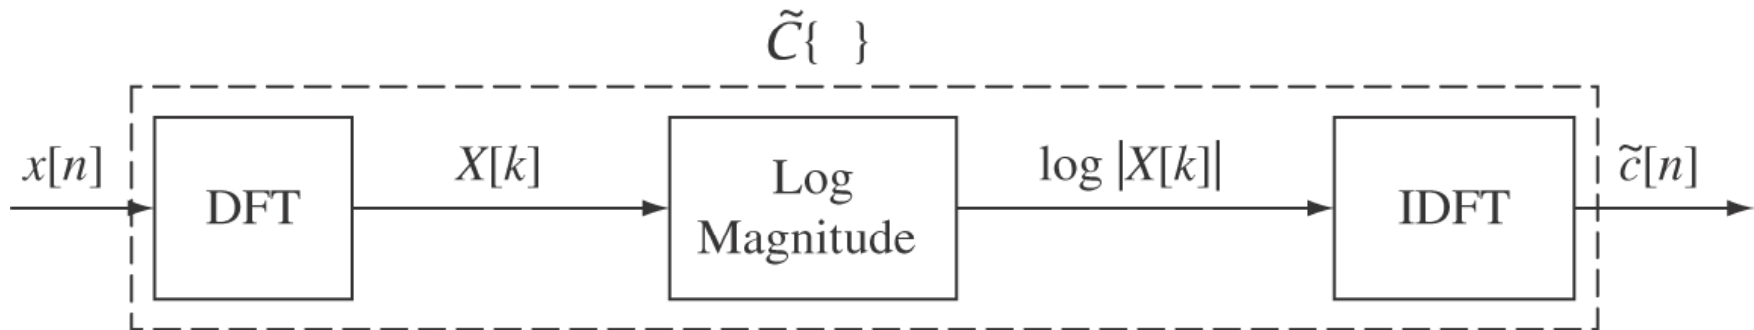 C̃{ }
x[n]
DFT
X[k]
Log
Magnitude
log |X[k]|
IDFT
c̃[n]